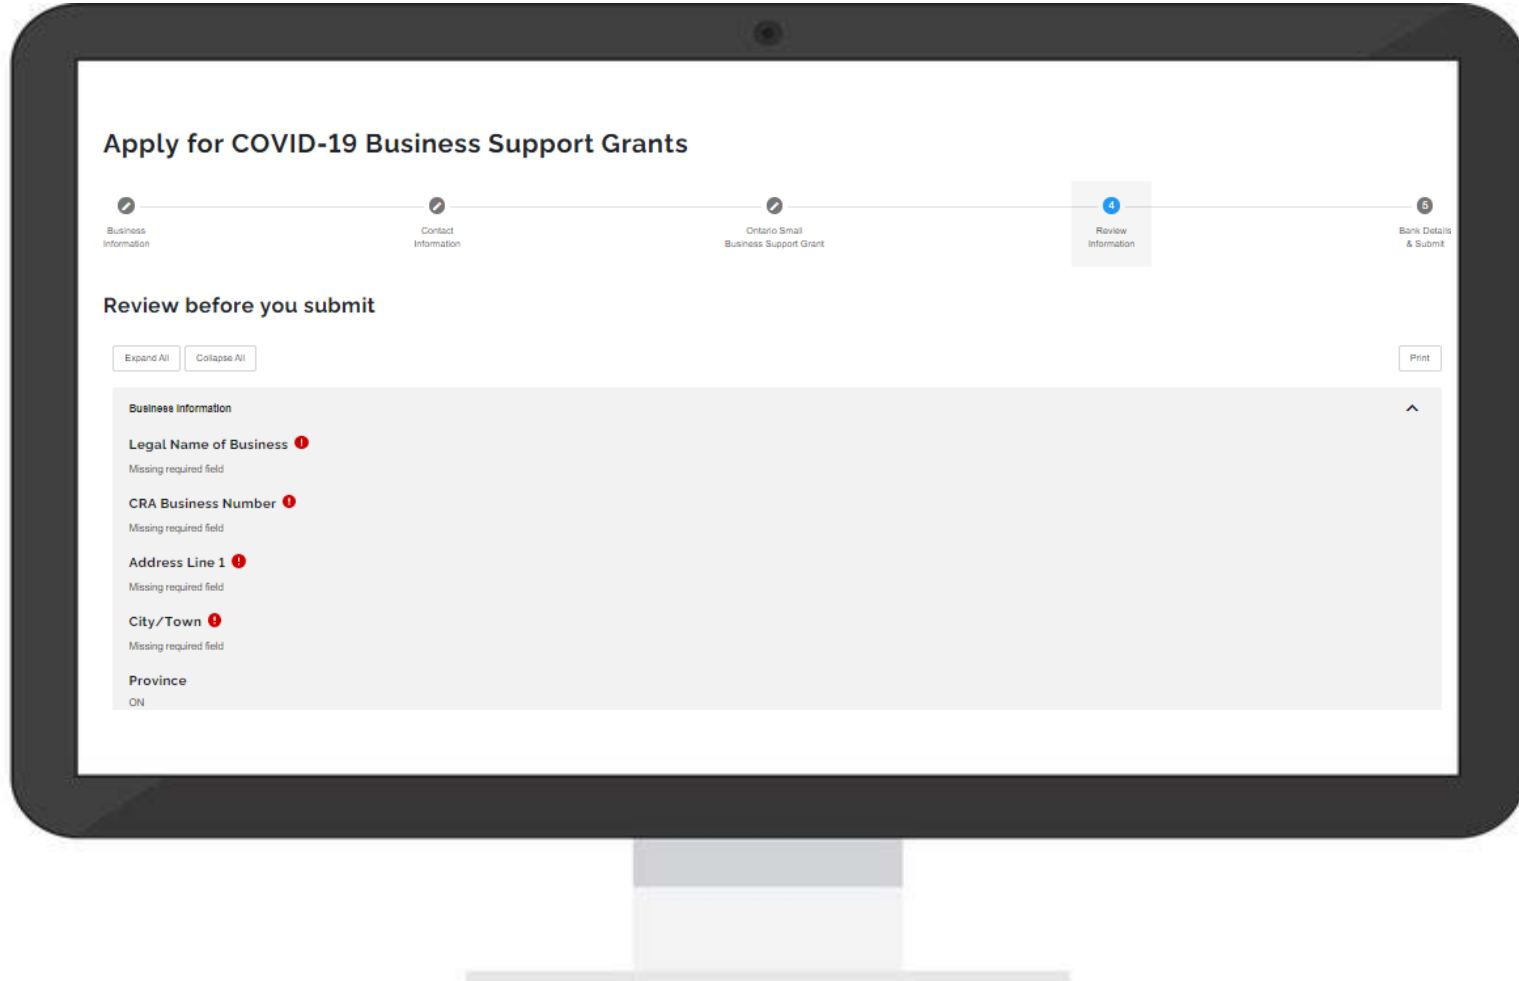 Apply for COVID-19 Business Support Grants
Business
Information
Contact
Information
Ontario Small
Business Support Grant
4
Review
Information
5
Bank Details
& Submit
Review before you submit
Expand All
Collapse All
Print
Business Information
Legal Name of Business !
Missing required field
CRA Business Number !
Missing required field
Address Line 1 !
Missing required field
City/Town !
Missing required field
Province
ON